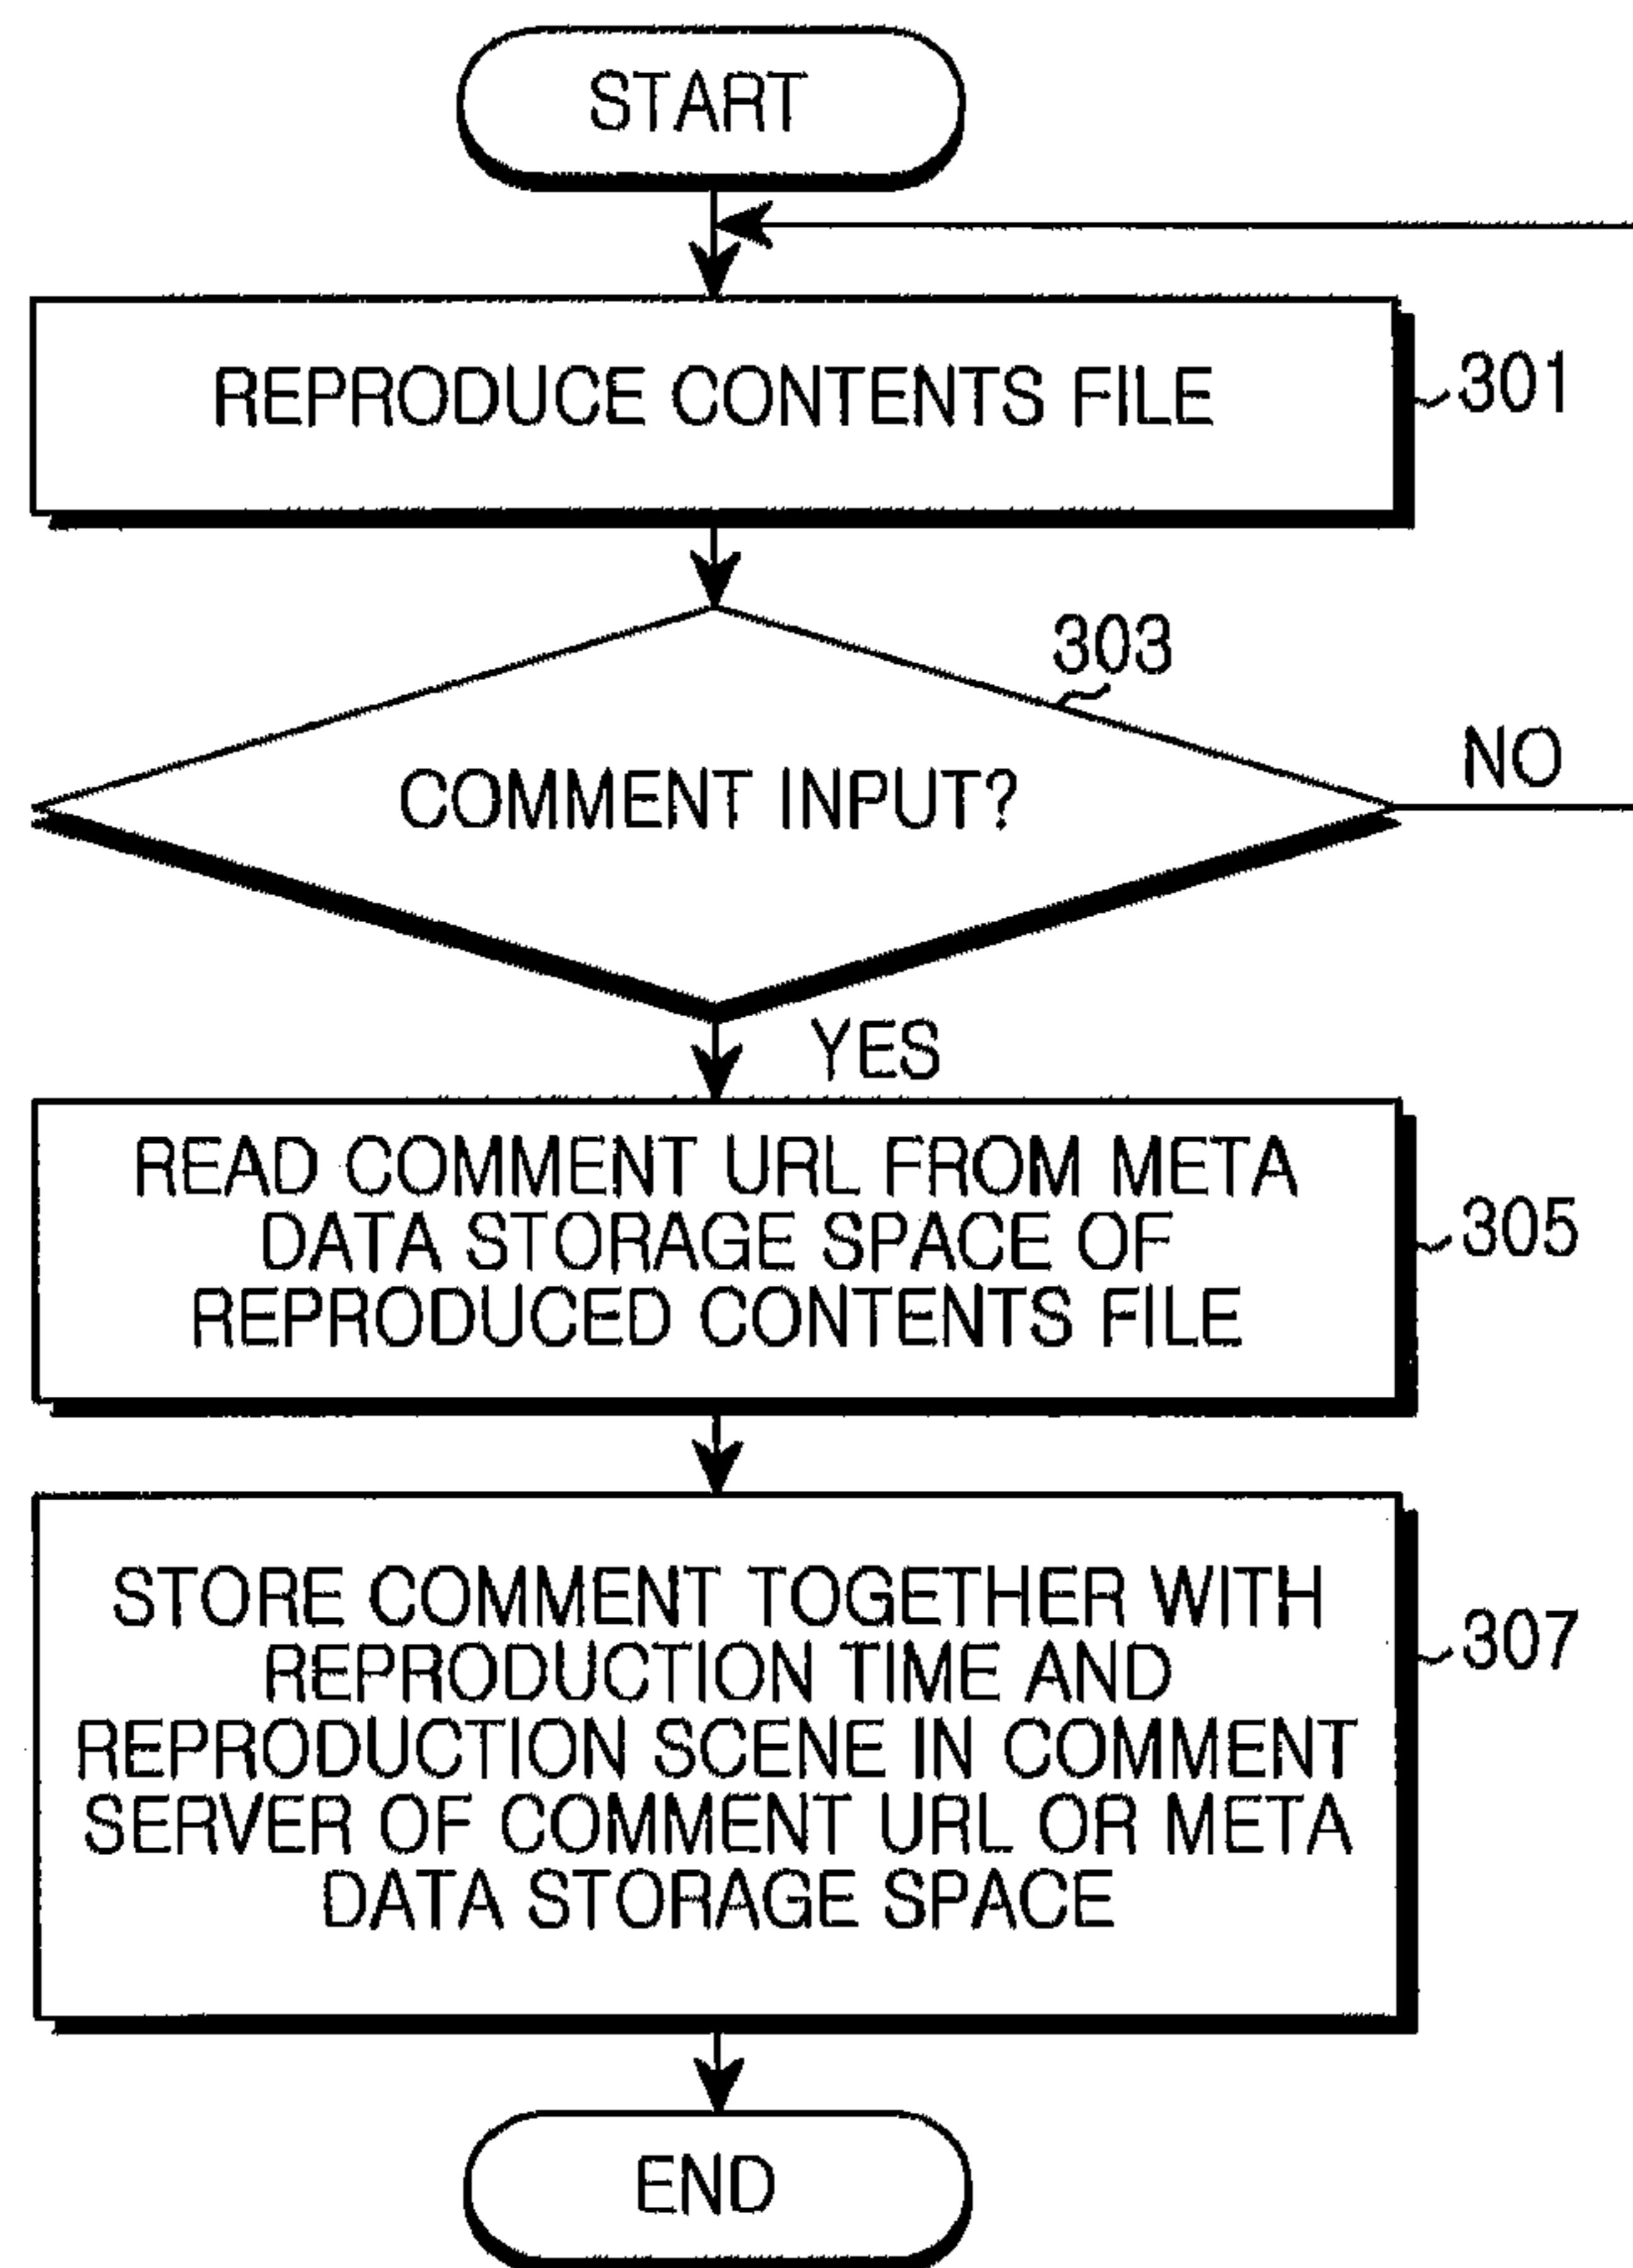 START
REPRODUCE CONTENTS FILE
301
303
COMMENT INPUT?
NO
YES
READ COMMENT URL FROM META
DATA STORAGE SPACE OF
REPRODUCED CONTENTS FILE
305
STORE COMMENT TOGETHER WITH
REPRODUCTION TIME AND
REPRODUCTION SCENE IN COMMENT
SERVER OF COMMENT URL OR META
DATA STORAGE SPACE
307
END